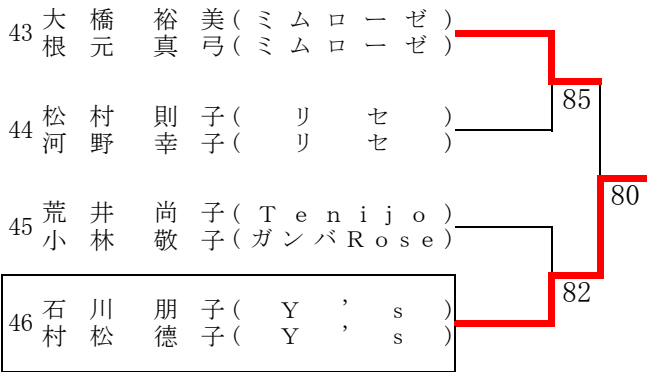 43 大橋 裕美(ミムローゼ)
根元 真弓(ミムローゼ)
85
44 松村 則子(リセ)
河野 幸子(リセ)
80
45 荒井 尚子(Tenijo)
小林 敬子(ガンバRose)
82
46 石川 朋子(Y's)
村松 德子(Y's)